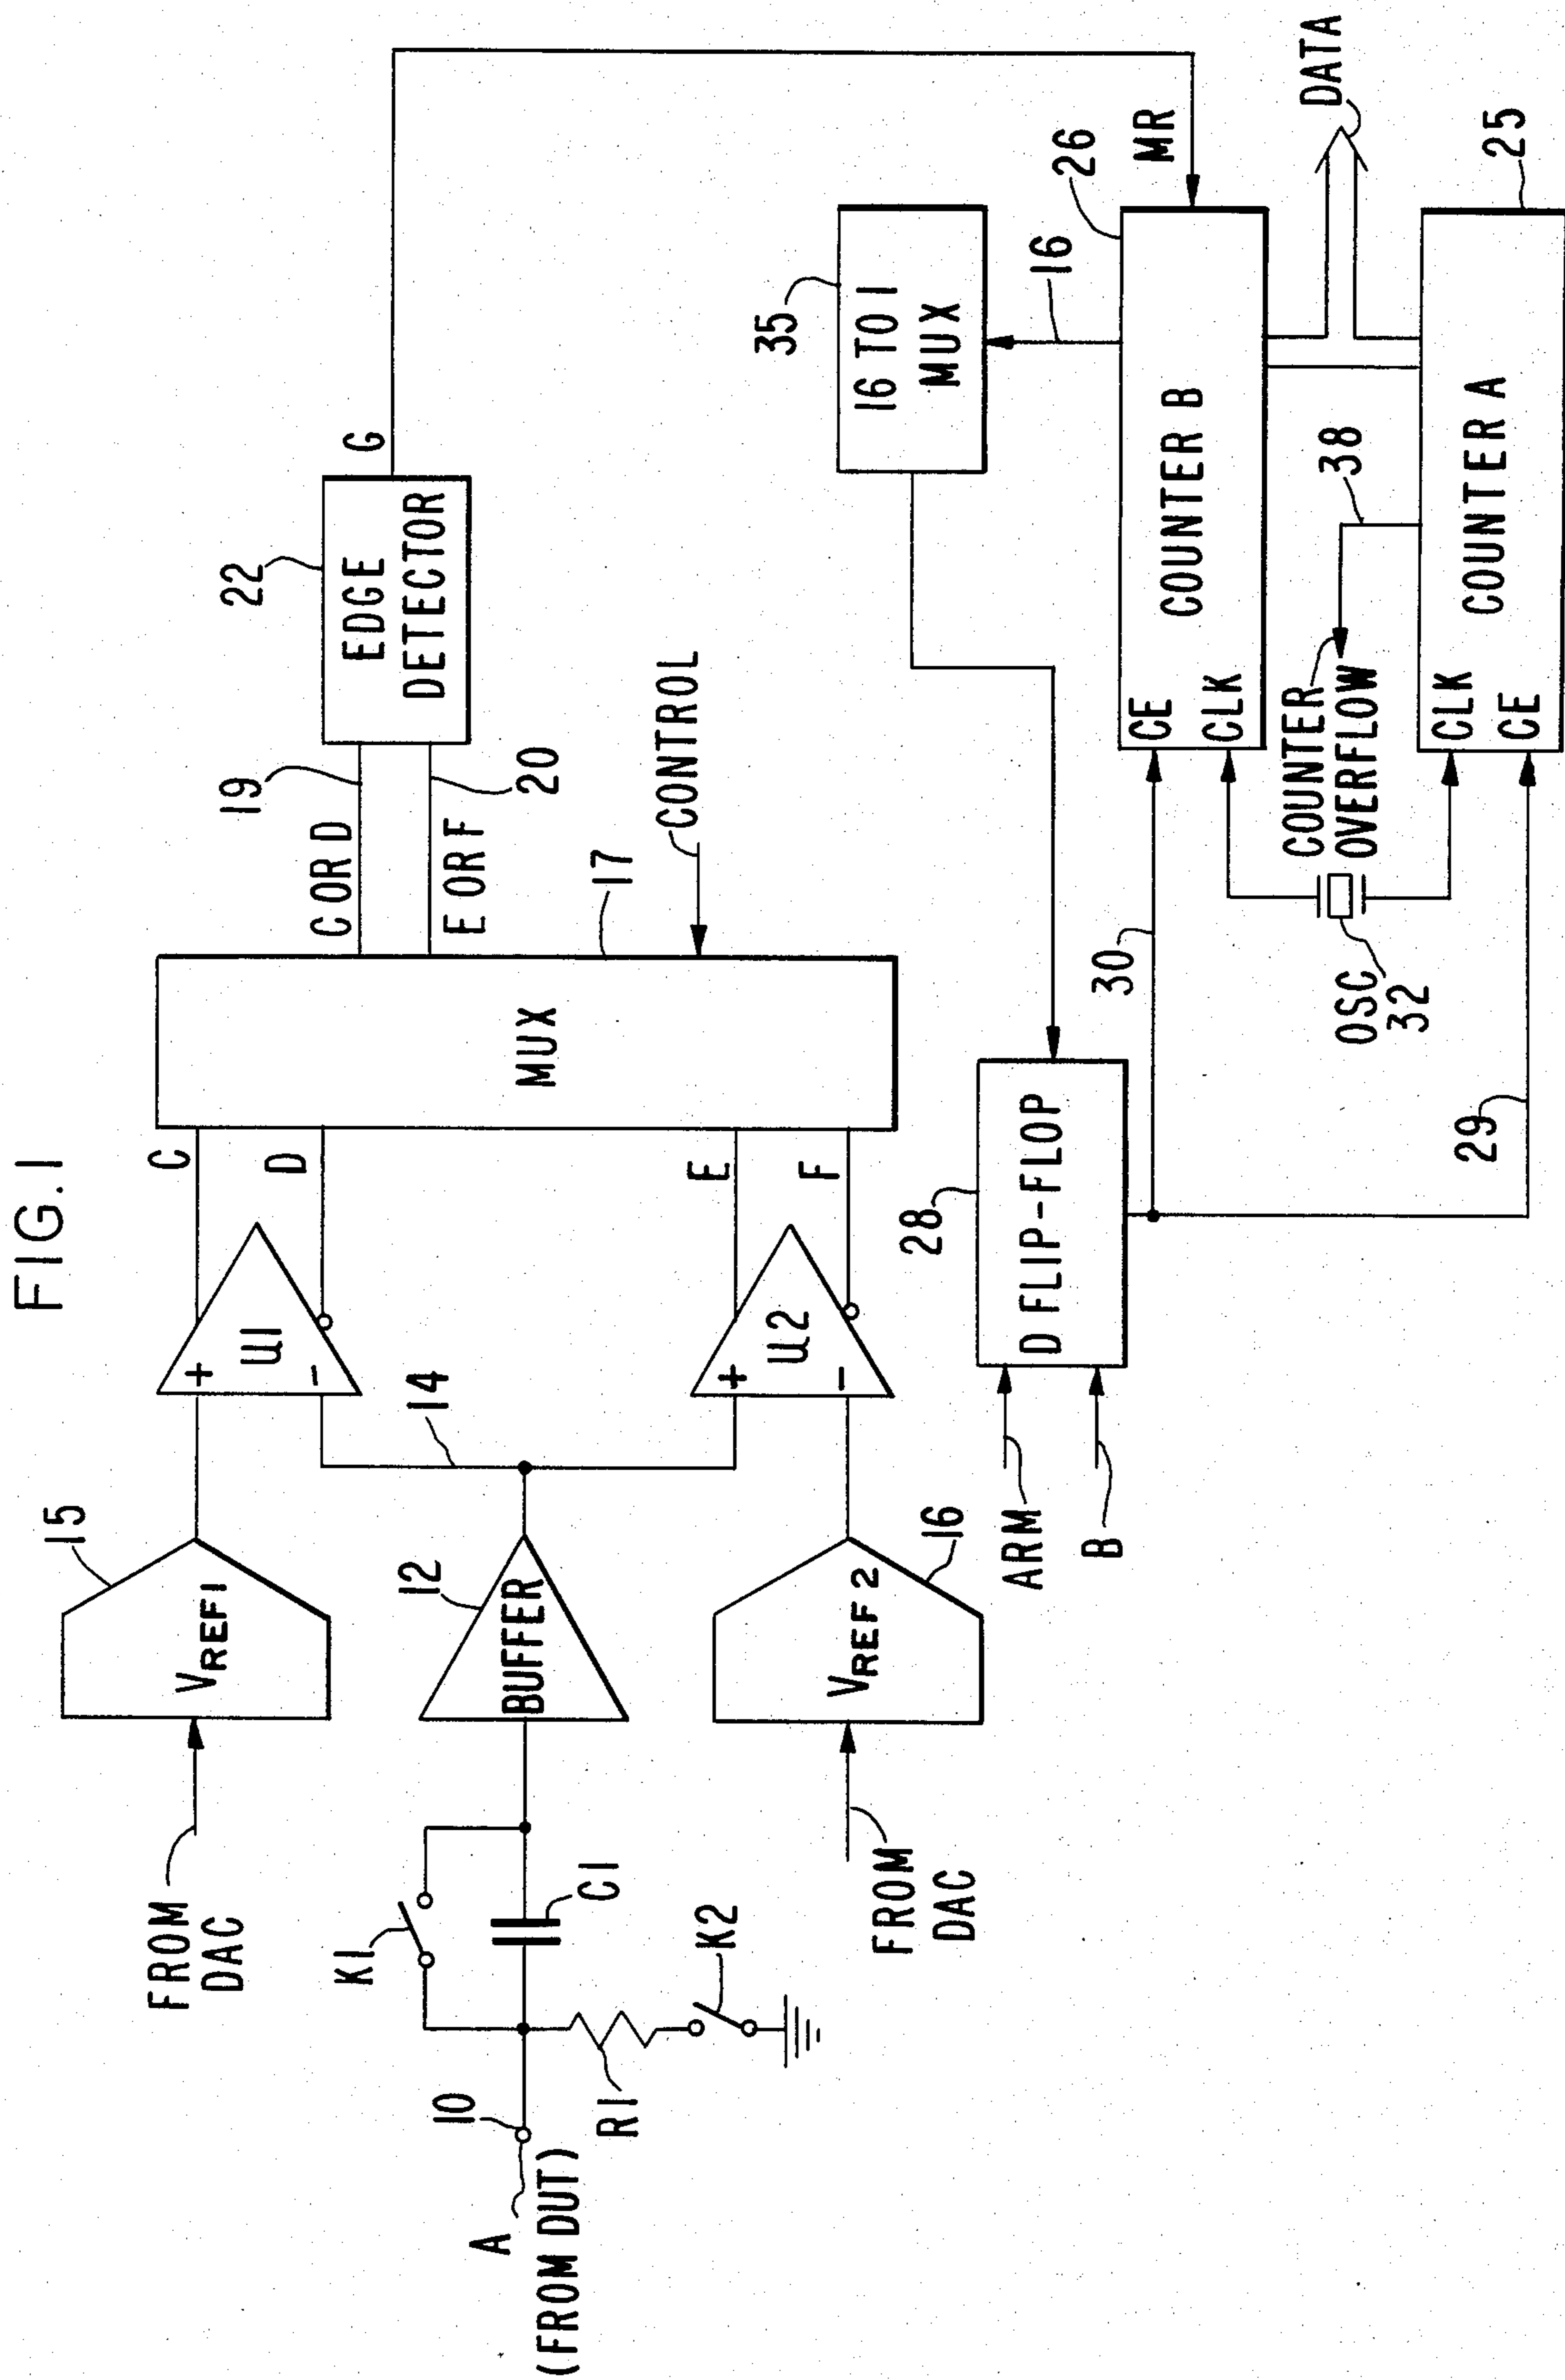 FIG. 1
FROM
DAC
VREF1
15
K1
C1
A
(FROM DUT)
10
R1
K2
BUFFER
12
14
FROM
DAC
VREF2
16
+
-
U1
C
D
+
-
U2
E
F
MUX
17
CONTROL
C OR D
19
E OR F
20
EDGE
DETECTOR
22
G
ARM
B
D FLIP-FLOP
28
30
29
OSC
32
16 TO 1
MUX
35
16
MR
CE
CLK
COUNTER B
26
COUNTER
OVERFLOW
38
DATA
CLK
CE
COUNTER A
25